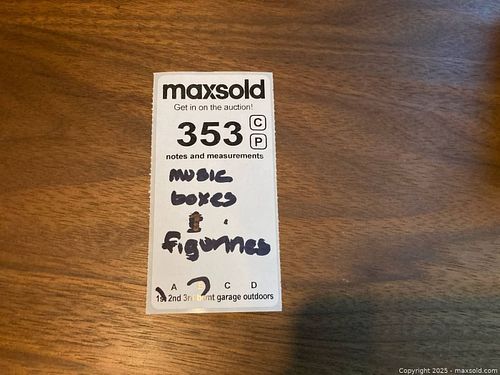 maxsold
Get in on the auction!
353 C
P
notes and measurements
music
boxes
&
figurines
A C D
1st 2nd 3rd garage outdoors
Copyright 2025 - maxsold.com